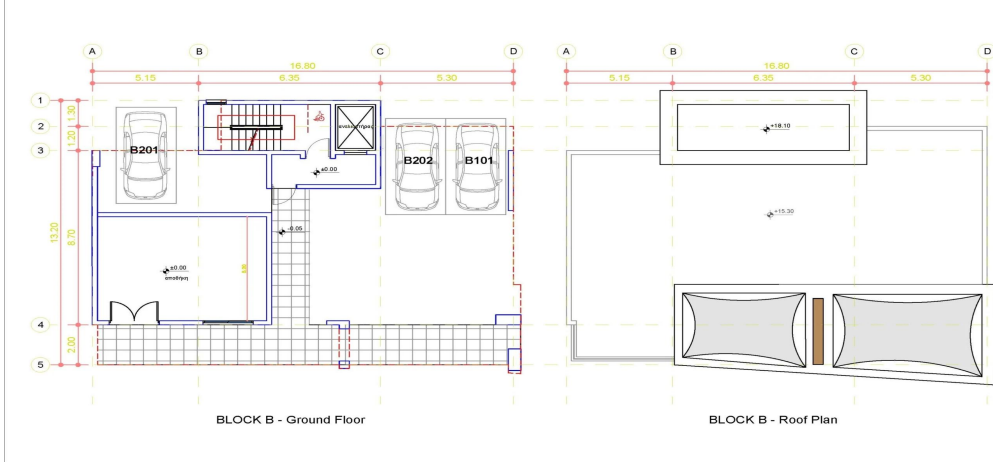 A B C D A B C D
16.80 16.80
5.15 6.35 5.30 5.15 6.35 5.30
1
1.30
2
1.20
3
13.20
8.70
4
2.00
5
B201
B202
B101
±0.00
-0.05
±0.00
αποθήκη
+18.10
+15.30
BLOCK B - Ground Floor
BLOCK B - Roof Plan